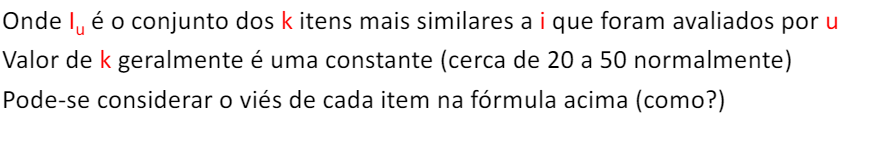 Onde Iu é o conjunto dos k itens mais similares a i que foram avaliados por u
Valor de k geralmente é uma constante (cerca de 20 a 50 normalmente)
Pode-se considerar o viés de cada item na fórmula acima (como?)